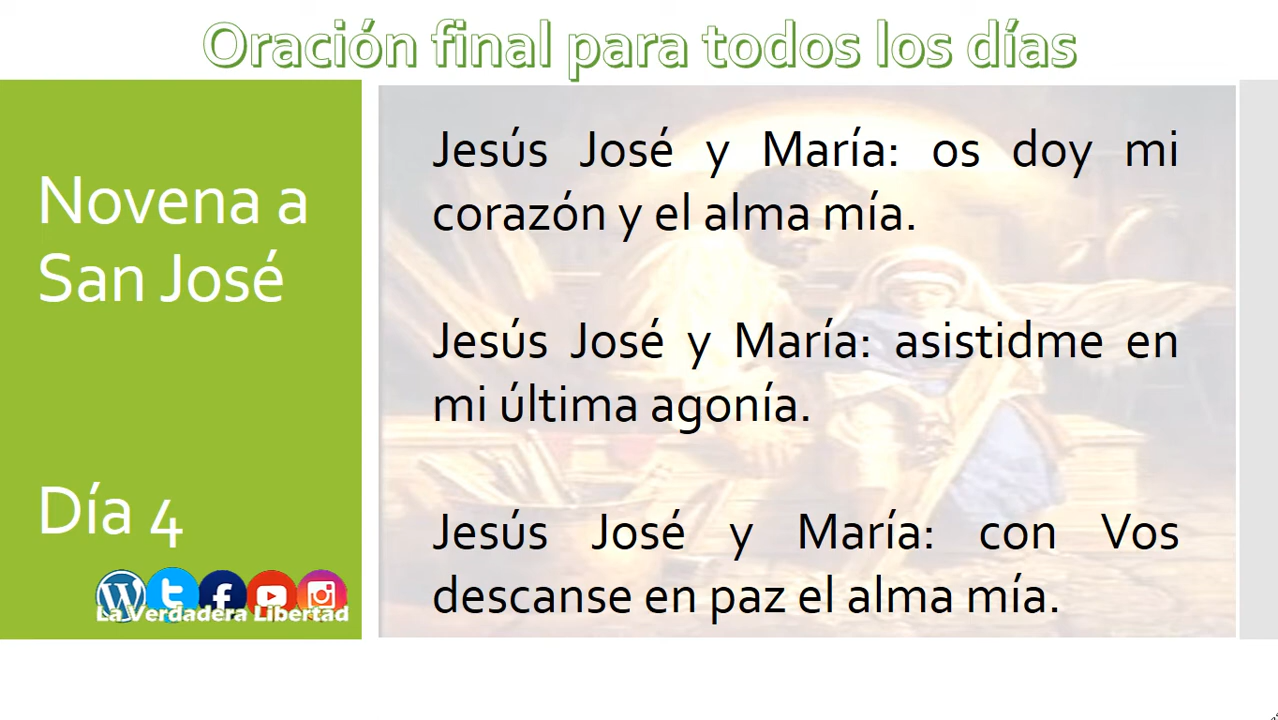 Oración final para todos los días
Novena a
San José
Día 4
La Verdadera Libertad
Jesús José y María: os doy mi
corazón y el alma mía.
Jesús José y María: asistidme en
mi última agonía.
Jesús José y María: con Vos
descanse en paz el alma mía.